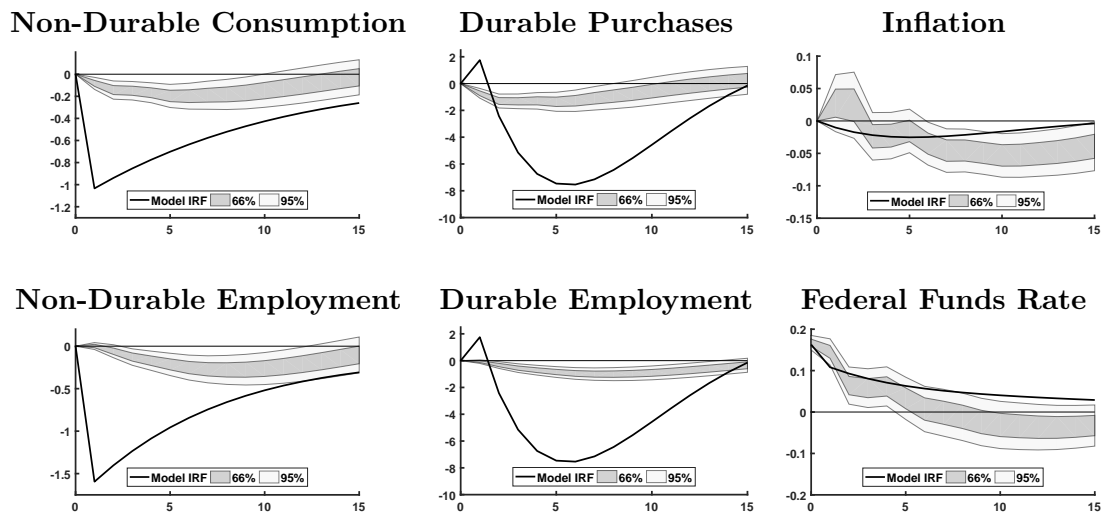 Non-Durable Consumption
0
-0.2
-0.4
-0.6
-0.8
-1
-1.2
Model IRF 66% 95%
0 5 10 15
Durable Purchases
2
0
-2
-4
-6
-8
-10
Model IRF 66% 95%
0 5 10 15
Inflation
0.1
0.05
0
-0.05
-0.1
-0.15
Model IRF 66% 95%
0 5 10 15
Non-Durable Employment
0
-0.5
-1
-1.5
Model IRF 66% 95%
0 5 10 15
Durable Employment
2
0
-2
-4
-6
-8
-10
Model IRF 66% 95%
0 5 10 15
Federal Funds Rate
0.2
0.1
0
-0.1
-0.2
Model IRF 66% 95%
0 5 10 15